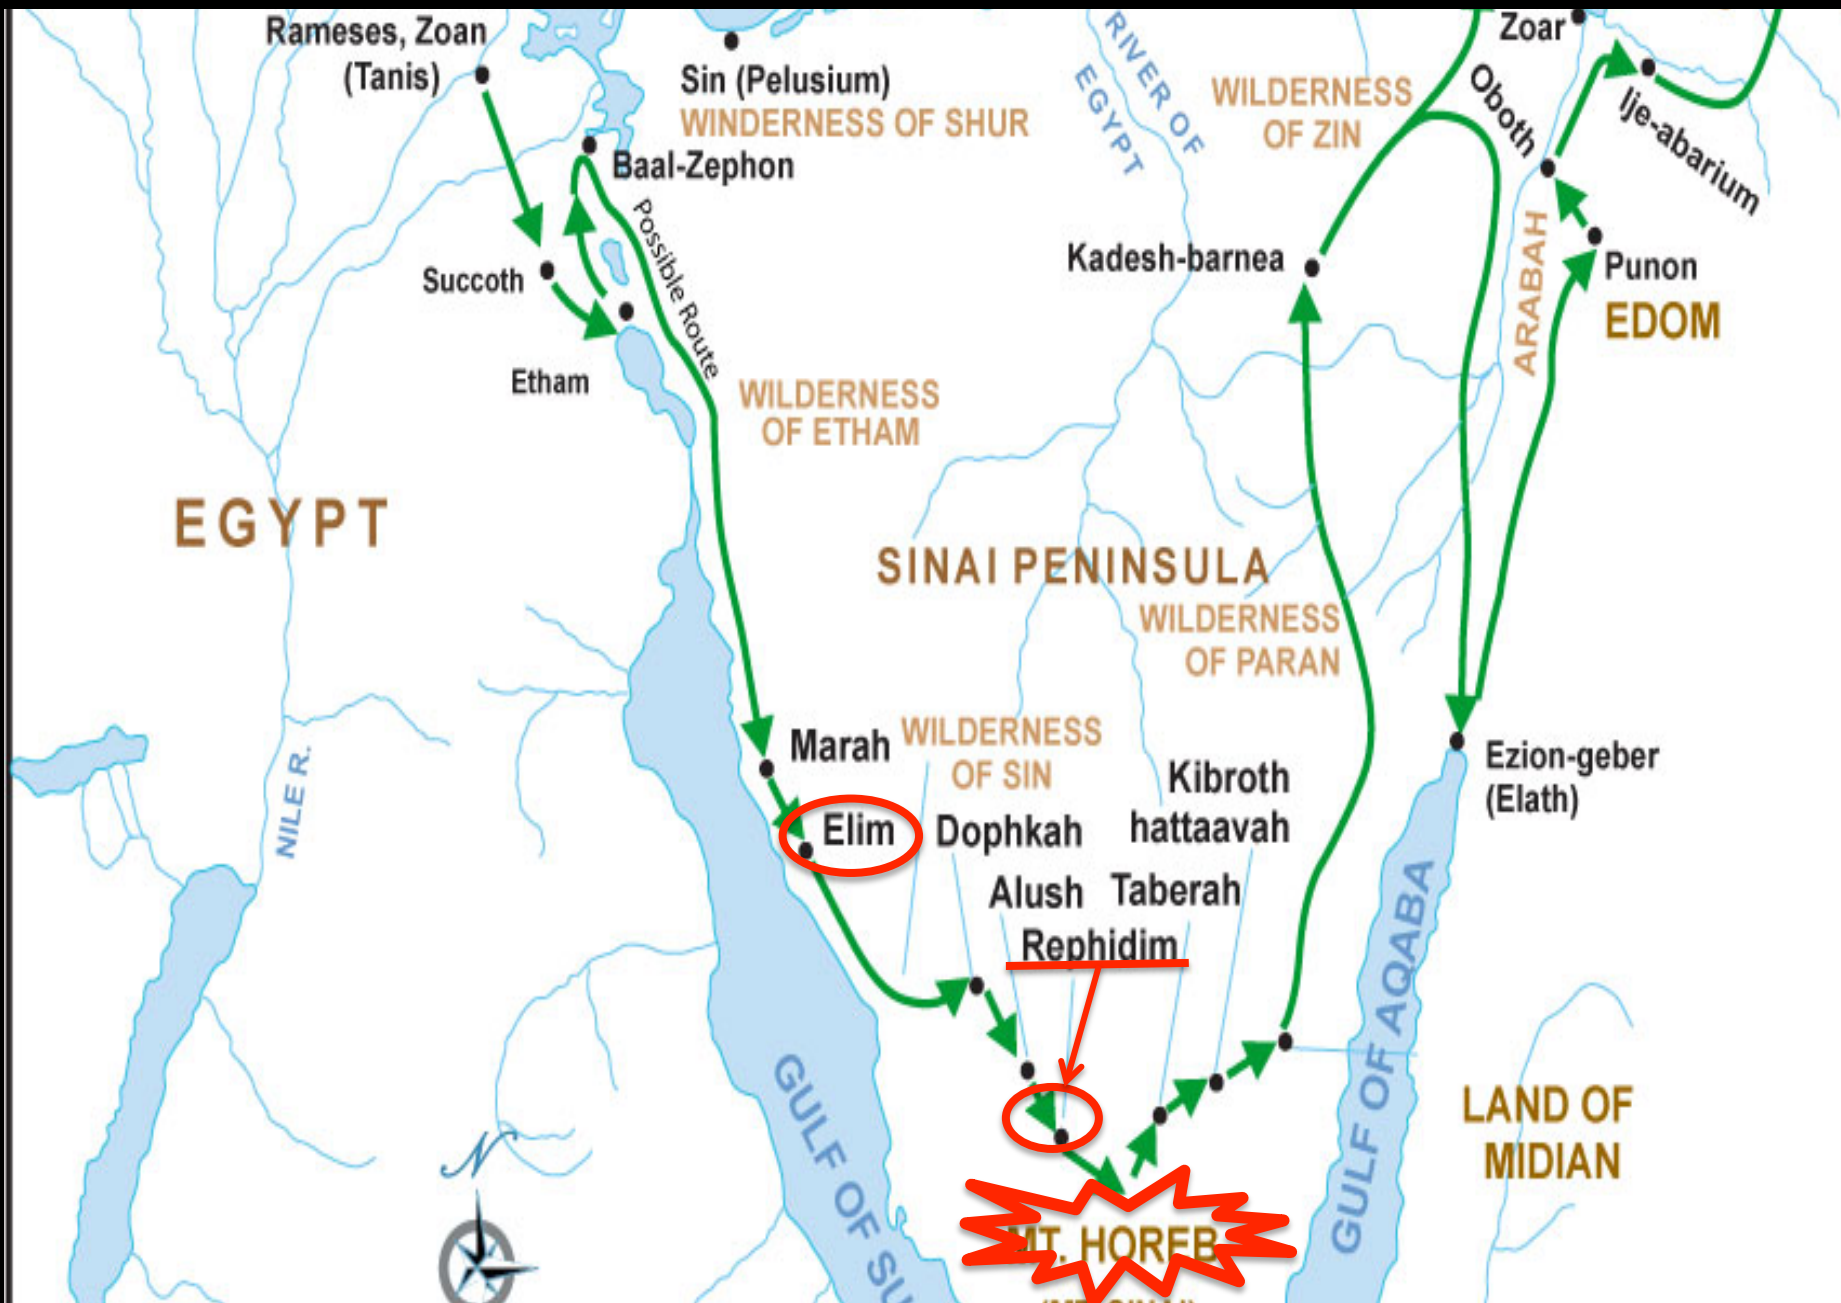 Rameses, Zoan
(Tanis)
Sin (Pelusium)
WINDERNESS OF SHUR
RIVER OF
EGYPT
WILDERNESS
OF ZIN
Zoar
Oboth
Ije-abarium
Baal-Zephon
Possible Route
Succoth
Etham
Kadesh-barnea
ARABAH
Punon
EDOM
WILDERNESS
OF ETHAM
EGYPT
SINAI PENINSULA
WILDERNESS
OF PARAN
NILE R.
Marah
WILDERNESS
OF SIN
Elim
Dophkah
Kibroth
hattaavah
Alush
Taberah
Rephidim
Ezion-geber
(Elath)
GULF OF AQABA
LAND OF
MIDIAN
GULF OF SU
N
MT. HOREB